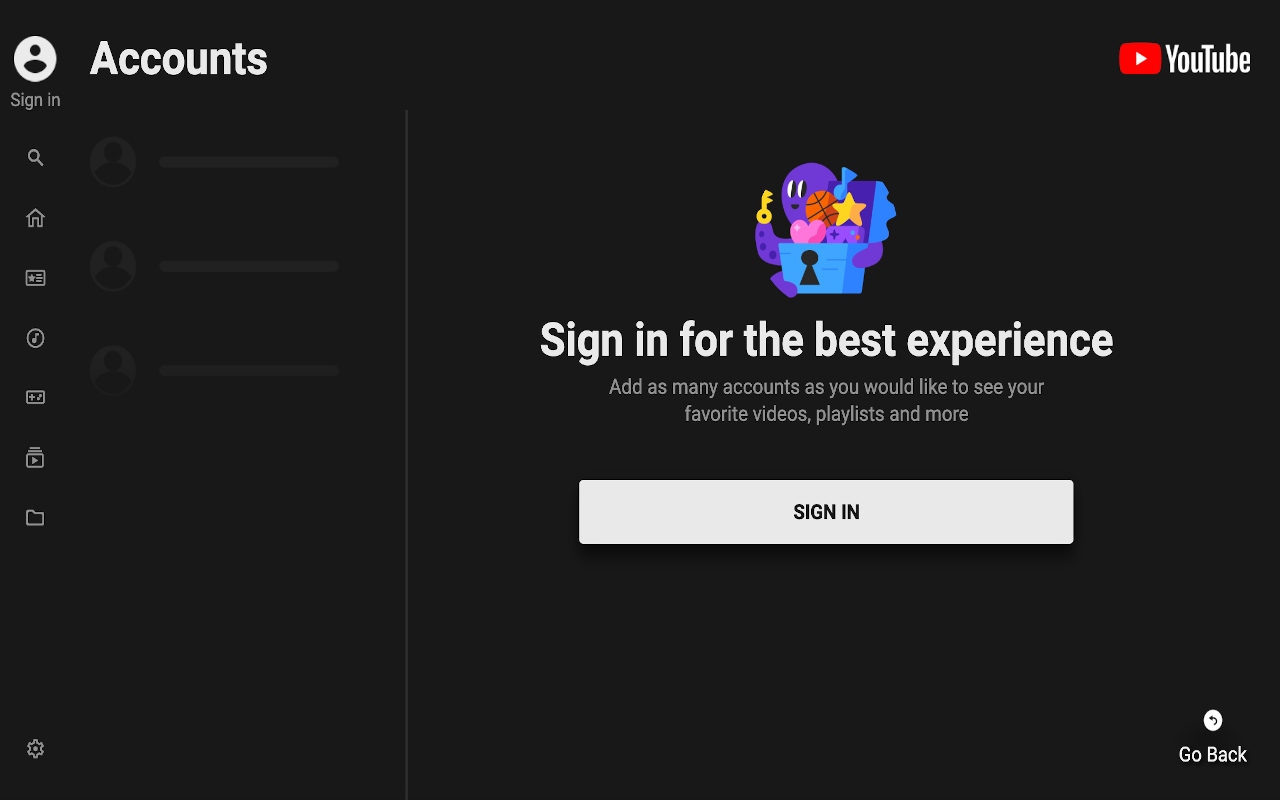 Accounts
YouTube
Sign in
Sign in for the best experience
Add as many accounts as you would like to see your
favorite videos, playlists and more
SIGN IN
Go Back